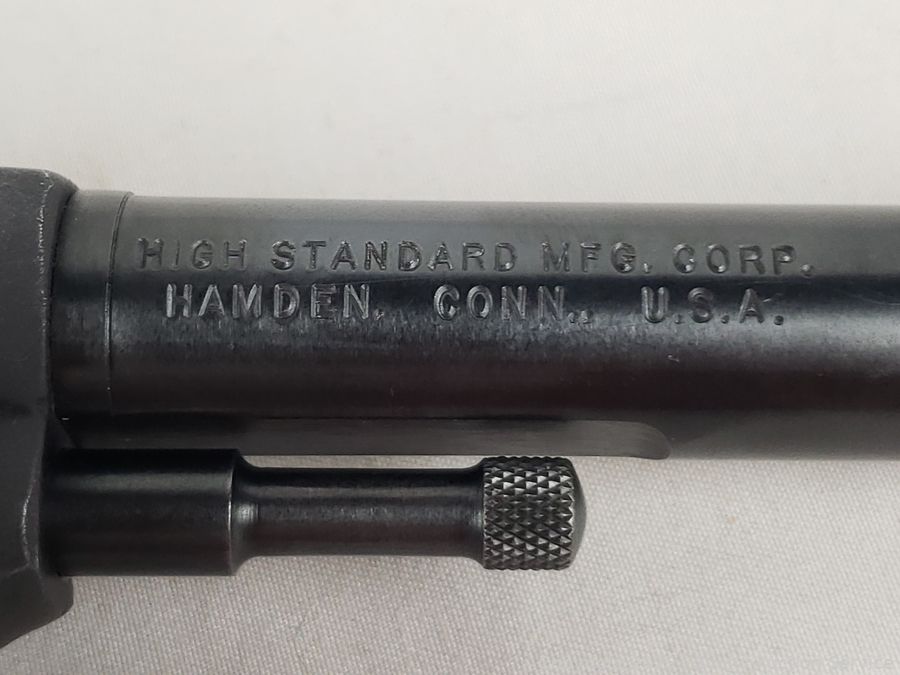 HIGH STANDARD MFG. CORP.
HAMDEN, CONN., U.S.A.